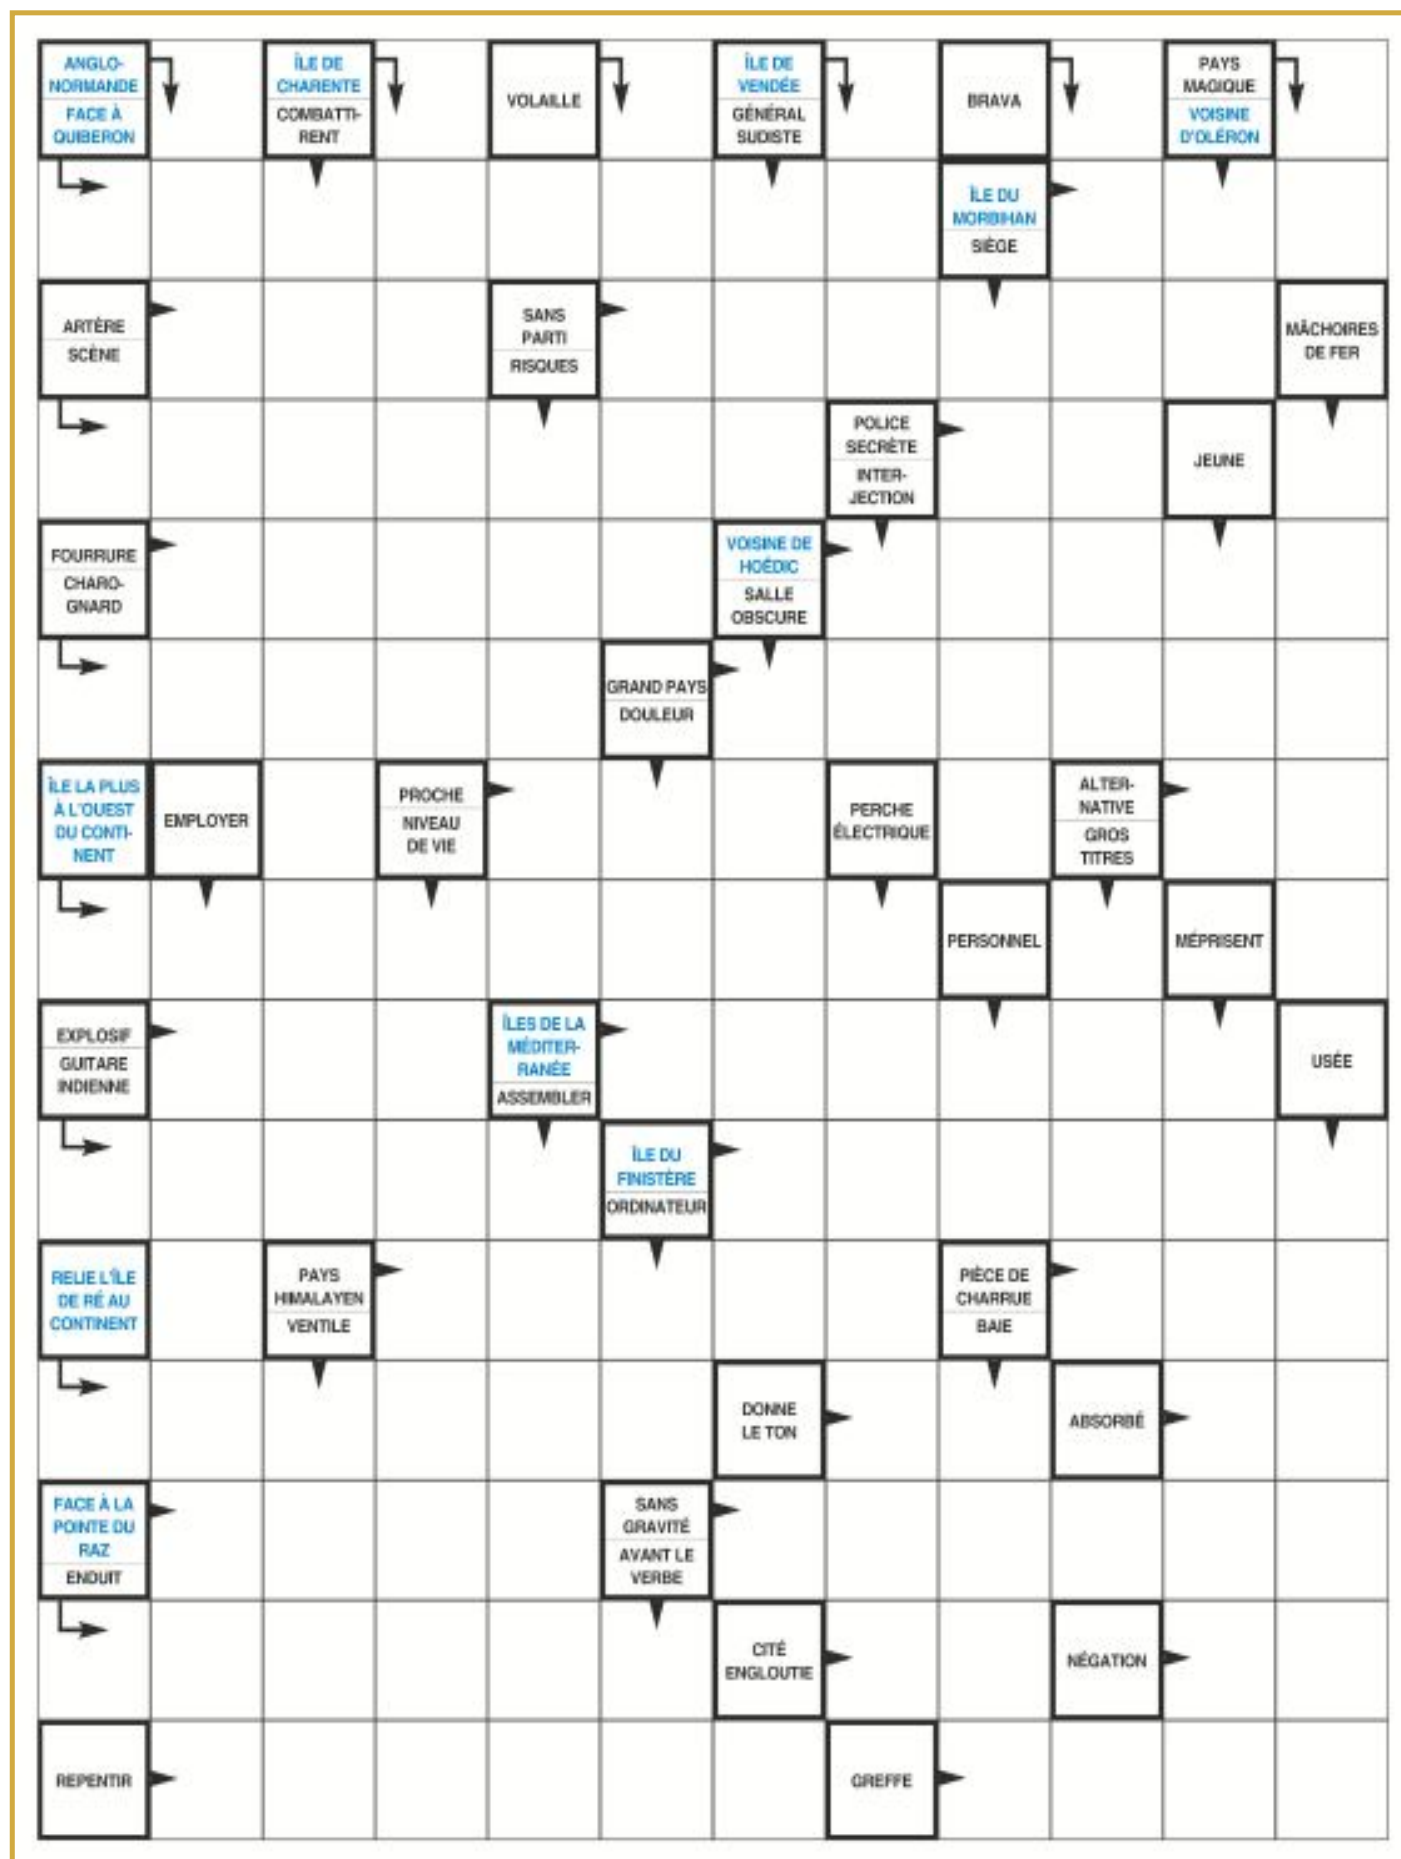 ANGLO-
NORMANDE
FACE À
QUIBERON
ÎLE DE
CHARENTE
COMBATTI-
RENT
VOLAILLE
ÎLE DE
VENDÉE
GÉNÉRAL
SUDISTE
BRAVA
PAYS
MAGIQUE
VOISINE
D'OLÉRON
ÎLE DU
MORBIHAN
SIÈGE
ARTÈRE
SCÈNE
SANS
PARTI
RISQUES
MÂCHOIRES
DE FER
POLICE
SECRÈTE
INTER-
JECTION
JEUNE
FOURRURE
CHARO-
GNARD
VOISINE DE
HOËDIC
SALLE
OBSCURE
GRAND PAYS
DOULEUR
ÎLE LA PLUS
À L'OUEST
DU CONTI-
NENT
EMPLOYER
PROCHE
NIVEAU
DE VIE
PERCHE
ÉLECTRIQUE
ALTER-
NATIVE
GROS
TITRES
PERSONNEL
MÉPRISENT
EXPLOSIF
GUITARE
INDIENNE
ÎLES DE LA
MÉDITER-
RANÉE
ASSEMBLER
USÉE
ÎLE DU
FINISTÈRE
ORDINATEUR
RELIE L'ÎLE
DE RÉ AU
CONTINENT
PAYS
HIMALAYEN
VENTILE
PIÈCE DE
CHARRUE
BAIE
DONNE
LE TON
ABSORBÉ
FACE À LA
POINTE DU
RAZ
ENDUIT
SANS
GRAVITÉ
AVANT LE
VERBE
CITÉ
ENGLOUTIE
NÉGATION
REPENTIR
GREFFE